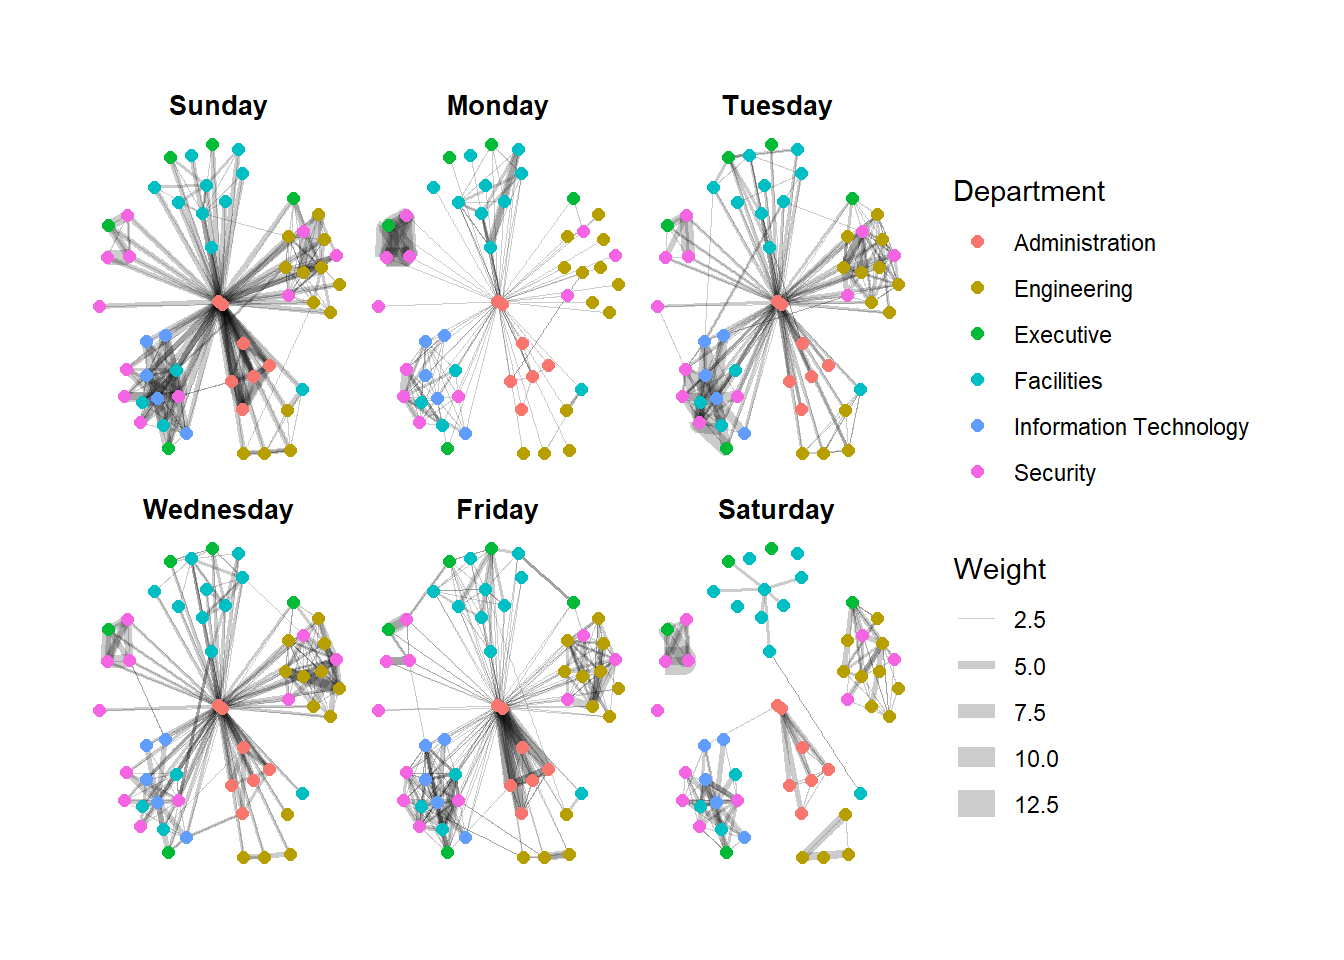 Sunday
Monday
Tuesday
Wednesday
Friday
Saturday
Department
Administration
Engineering
Executive
Facilities
Information Technology
Security
Weight
2.5
5.0
7.5
10.0
12.5